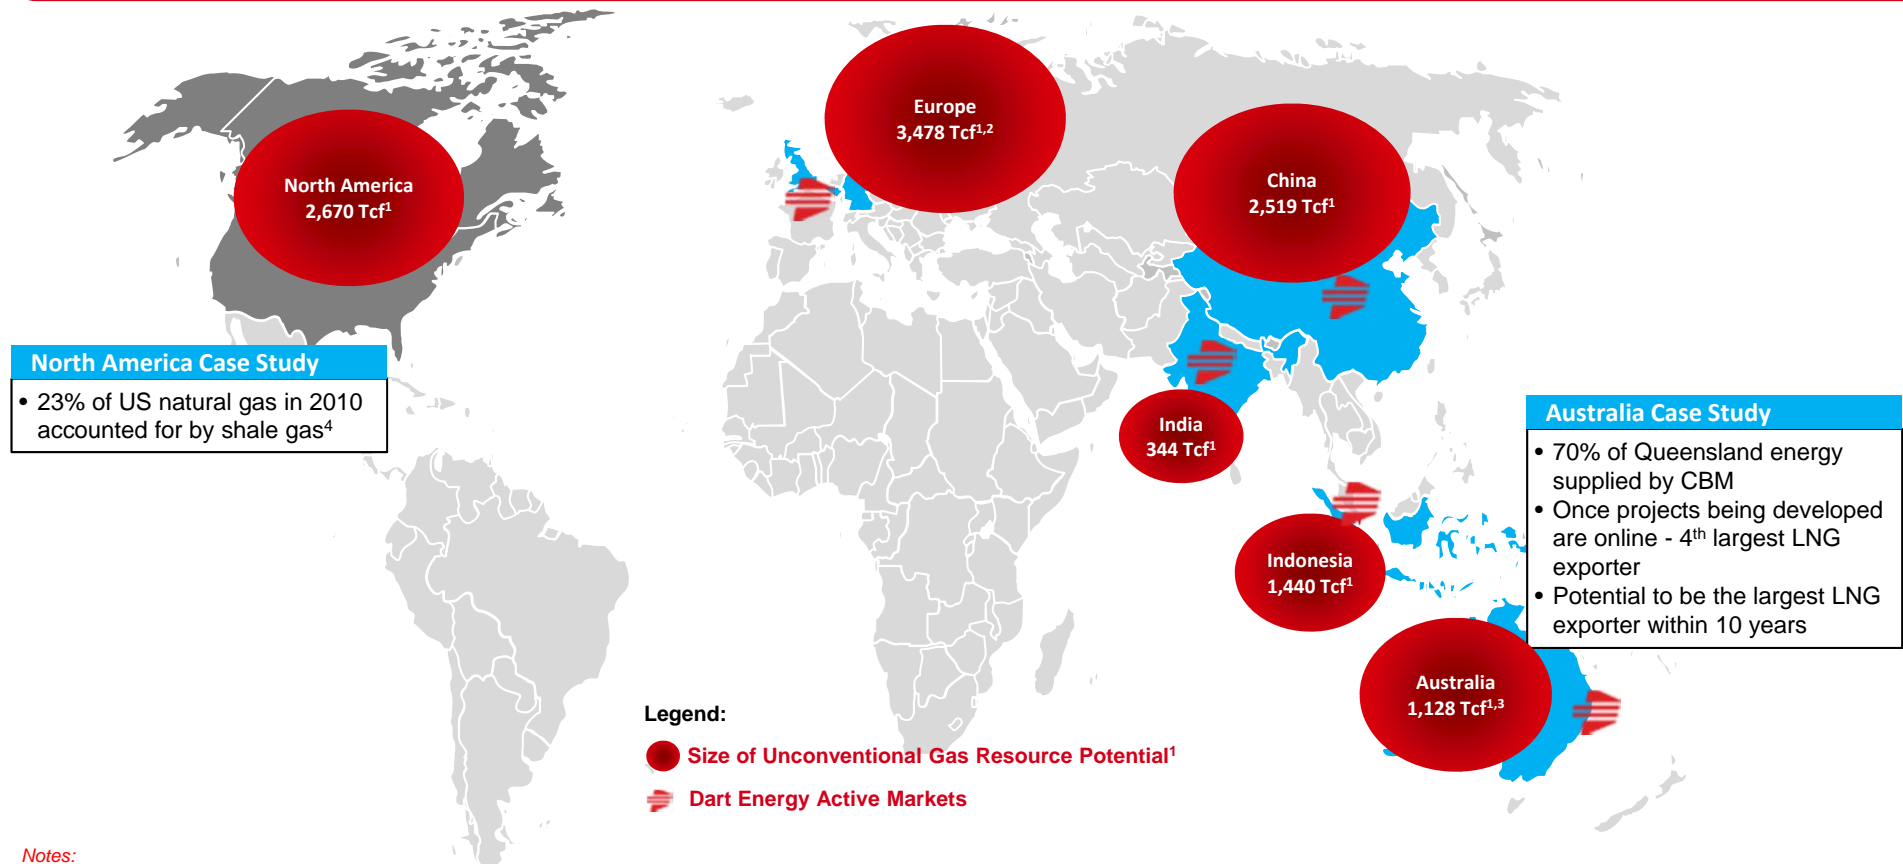 Europe
3,478 Tcf1,2
North America
2,670 Tcf1
China
2,519 Tcf1
North America Case Study
• 23% of US natural gas in 2010
accounted for by shale gas4
India
344 Tcf1
Australia Case Study
• 70% of Queensland energy
supplied by CBM
• Once projects being developed
are online - 4th largest LNG
exporter
• Potential to be the largest LNG
exporter within 10 years
Indonesia
1,440 Tcf1
Australia
1,128 Tcf1,3
Legend:
Size of Unconventional Gas Resource Potential1
Dart Energy Active Markets
Notes: